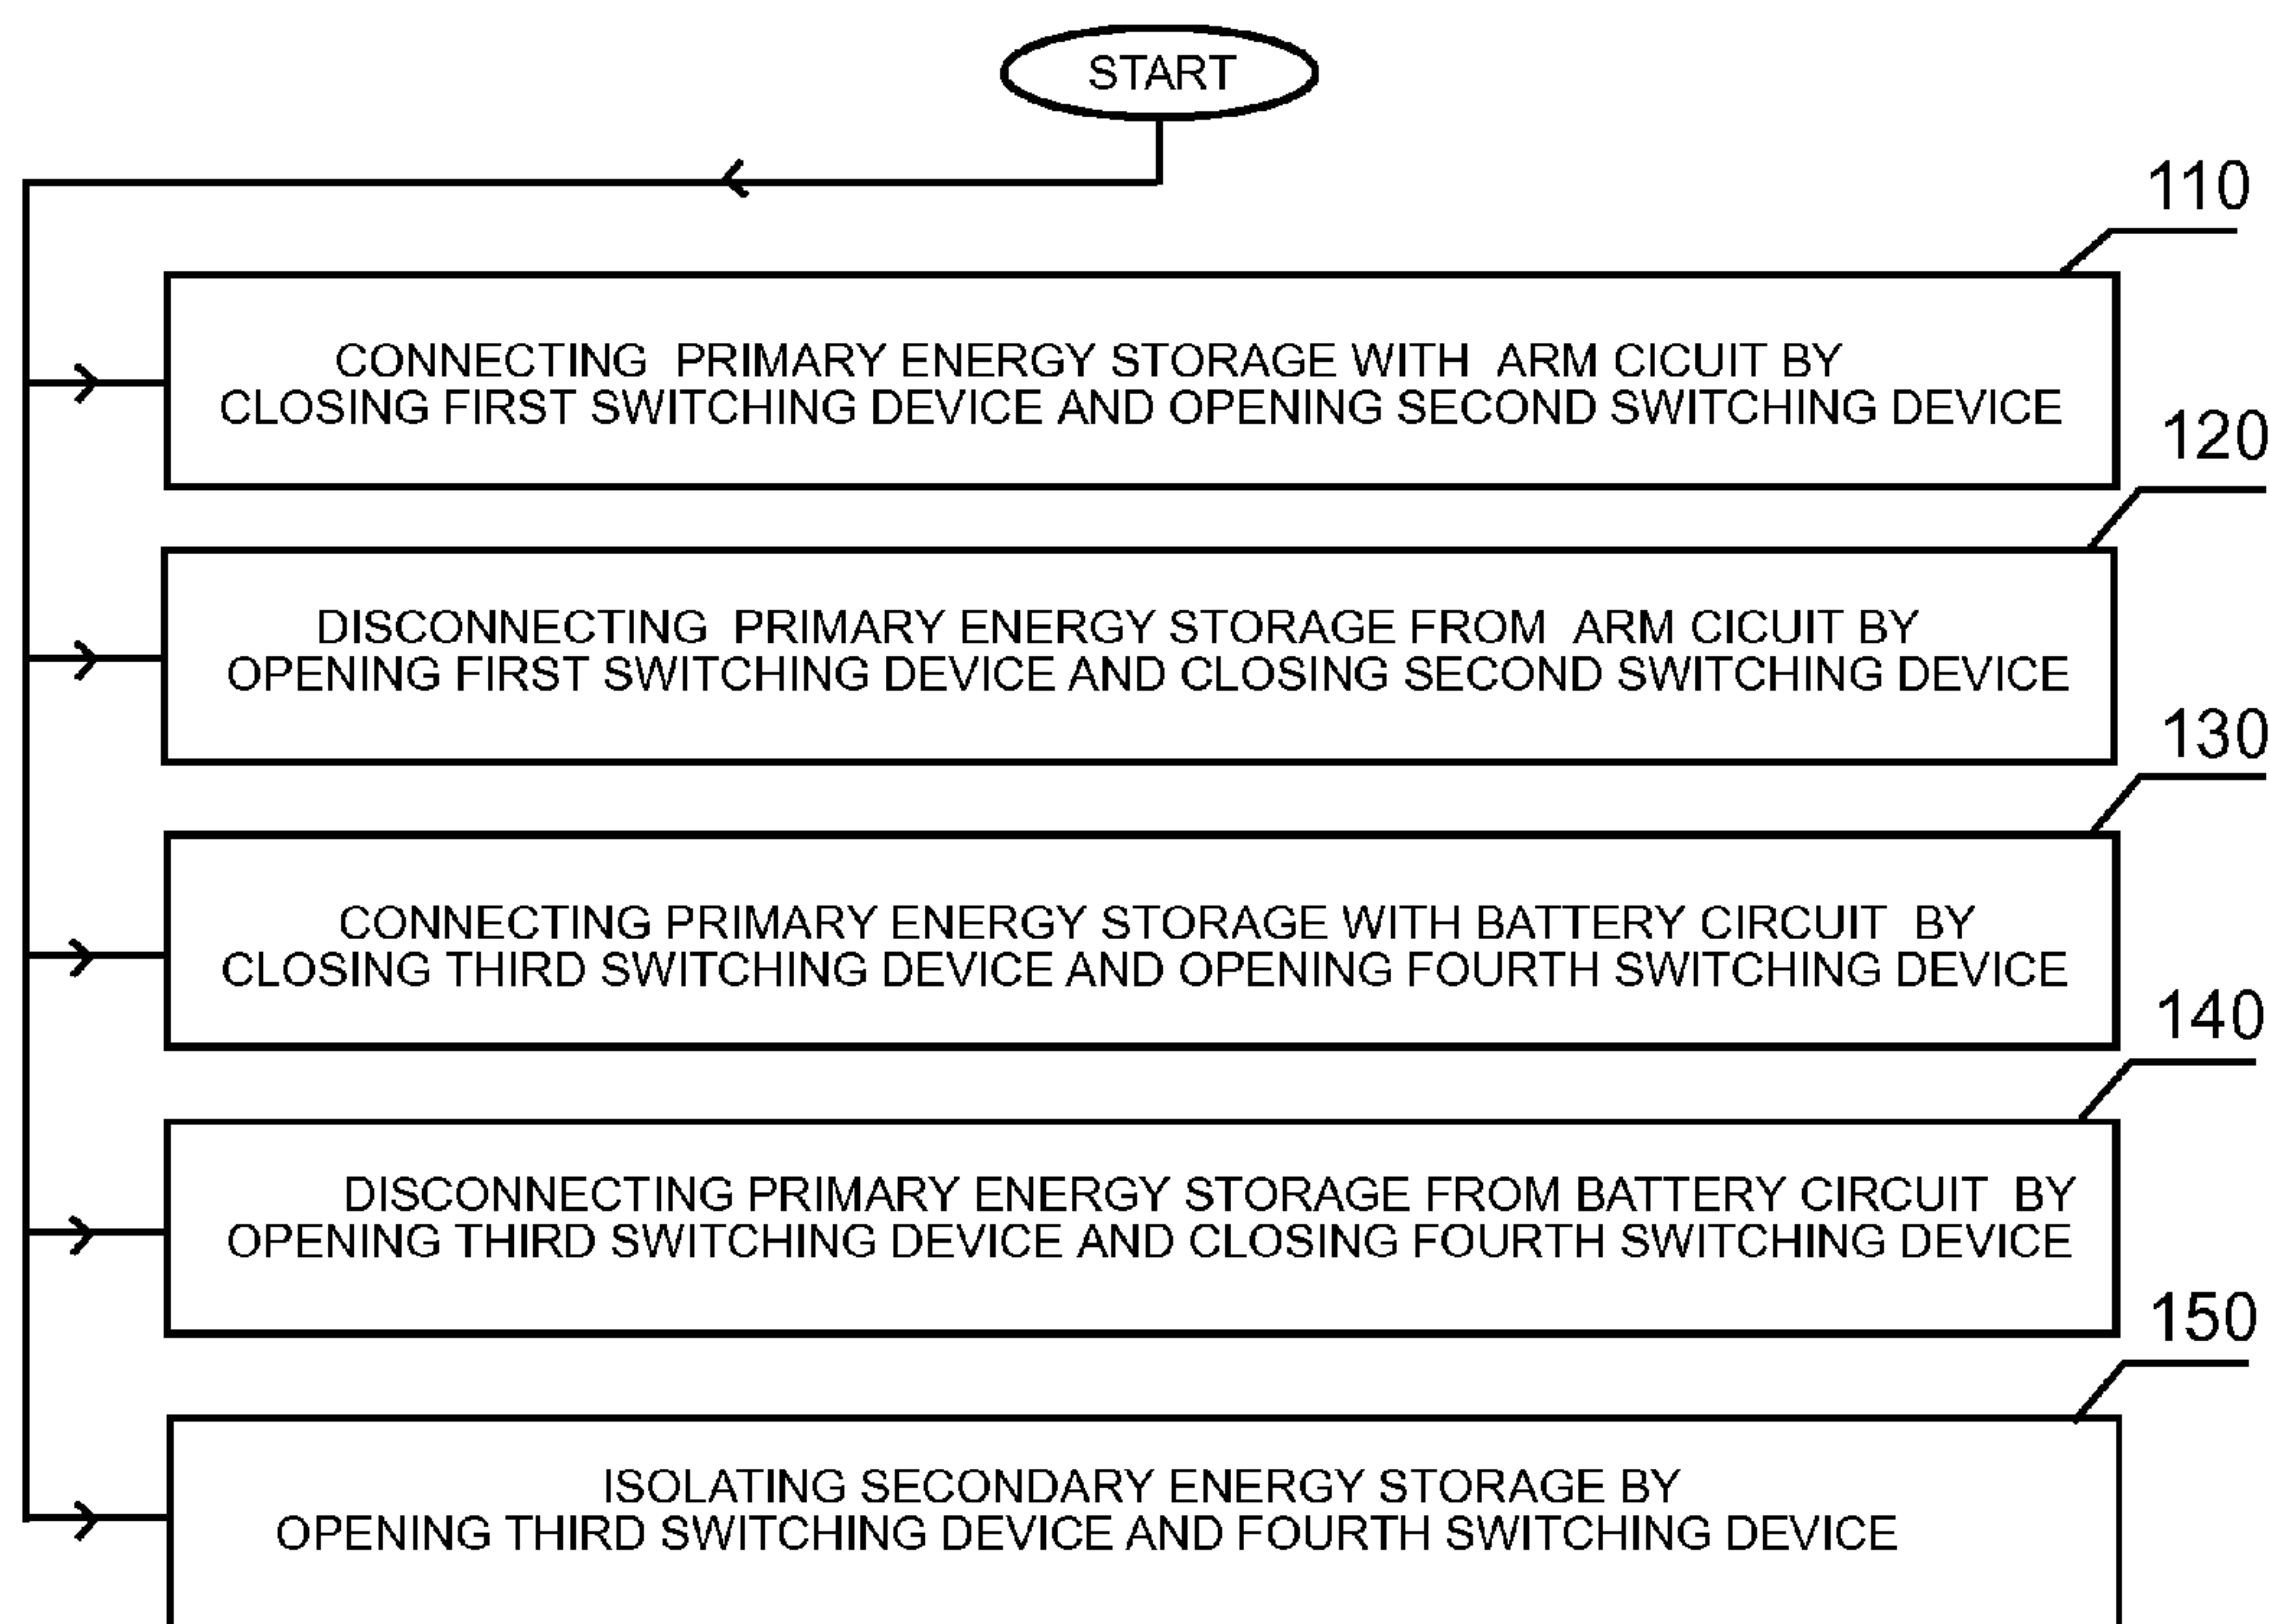 START
110
CONNECTING PRIMARY ENERGY STORAGE WITH ARM CICUIT BY
CLOSING FIRST SWITCHING DEVICE AND OPENING SECOND SWITCHING DEVICE
120
DISCONNECTING PRIMARY ENERGY STORAGE FROM ARM CICUIT BY
OPENING FIRST SWITCHING DEVICE AND CLOSING SECOND SWITCHING DEVICE
130
CONNECTING PRIMARY ENERGY STORAGE WITH BATTERY CIRCUIT BY
CLOSING THIRD SWITCHING DEVICE AND OPENING FOURTH SWITCHING DEVICE
140
DISCONNECTING PRIMARY ENERGY STORAGE FROM BATTERY CIRCUIT BY
OPENING THIRD SWITCHING DEVICE AND CLOSING FOURTH SWITCHING DEVICE
150
ISOLATING SECONDARY ENERGY STORAGE BY
OPENING THIRD SWITCHING DEVICE AND FOURTH SWITCHING DEVICE